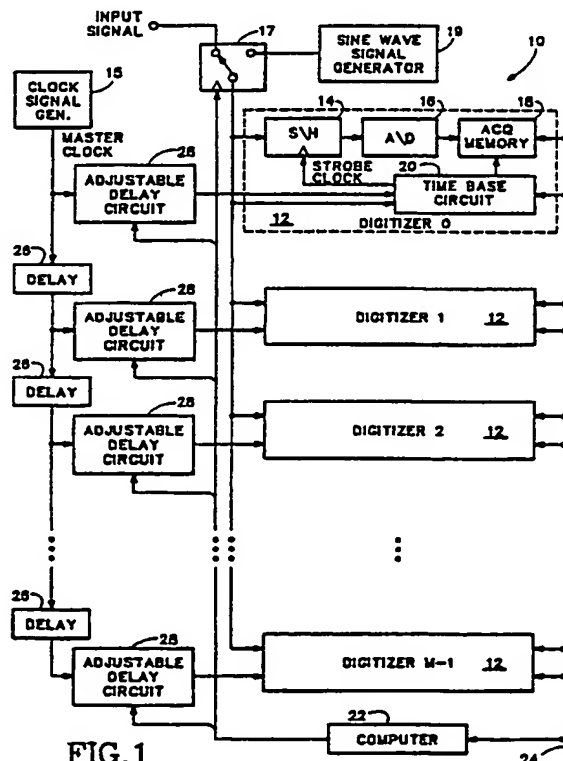 INPUT
SIGNAL
17
SINE WAVE
SIGNAL
GENERATOR
19
10
15
CLOCK
SIGNAL
GEN.
MASTER
CLOCK
14
16
18
S\H
A\D
ACQ
MEMORY
STROBE
CLOCK
20
TIME BASE
CIRCUIT
12
DIGITIZER 0
28
ADJUSTABLE
DELAY
CIRCUIT
26
DELAY
28
ADJUSTABLE
DELAY
CIRCUIT
DIGITIZER 1
12
26
DELAY
28
ADJUSTABLE
DELAY
CIRCUIT
DIGITIZER 2
12
26
DELAY
28
ADJUSTABLE
DELAY
CIRCUIT
DIGITIZER M-1
12
22
COMPUTER
24
FIG.1